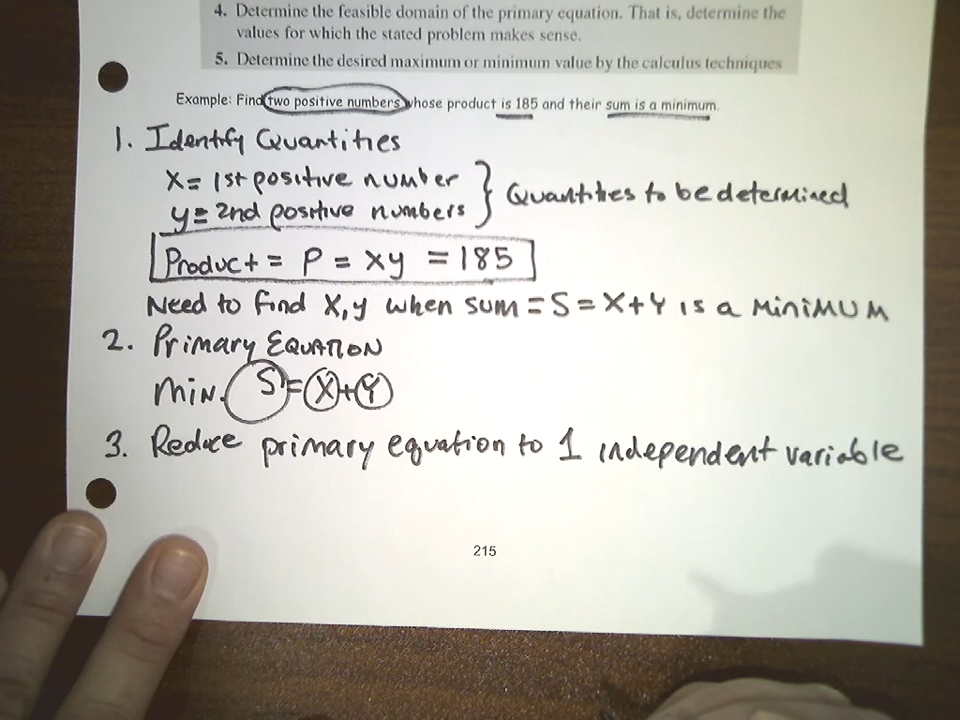 4. Determine the feasible domain of the primary equation. That is, determine the
values for which the stated problem makes sense.
5. Determine the desired maximum or minimum value by the calculus techniques
Example: Find two positive numbers whose product is 185 and their sum is a minimum.
1. Identify Quantities
x = 1st positive number } Quantities to be determined
y = 2nd positive numbers
Product = P = xy = 185
Need to find x, y when sum = S = x + y is a minimum
2. Primary Equation
Min. S = x + y
3. Reduce primary equation to 1 independent variable
215